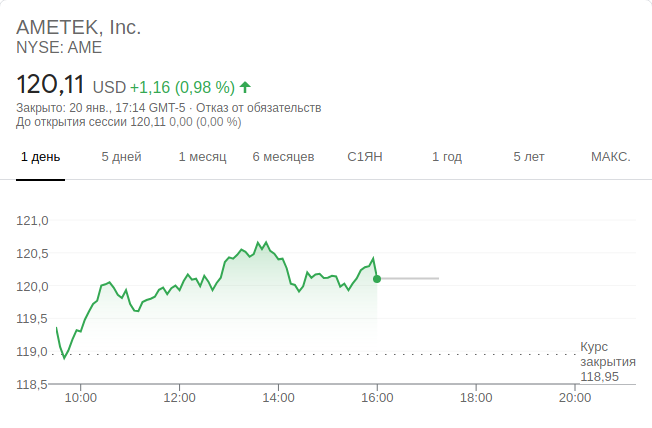 AMETEK, Inc.
NYSE: AME
120,11 USD +1,16 (0,98 %)
Закрыто: 20 янв., 17:14 GMT-5 · Отказ от обязательств
До открытия сессии 120,11 0,00 (0,00 %)
1 день 5 дней 1 месяц 6 месяцев С1ЯН 1 год 5 лет МАКС.
121,0
120,5
120,0
119,5
119,0
118,5
Курс
закрытия
118,95
10:00 12:00 14:00 16:00 18:00 20:00